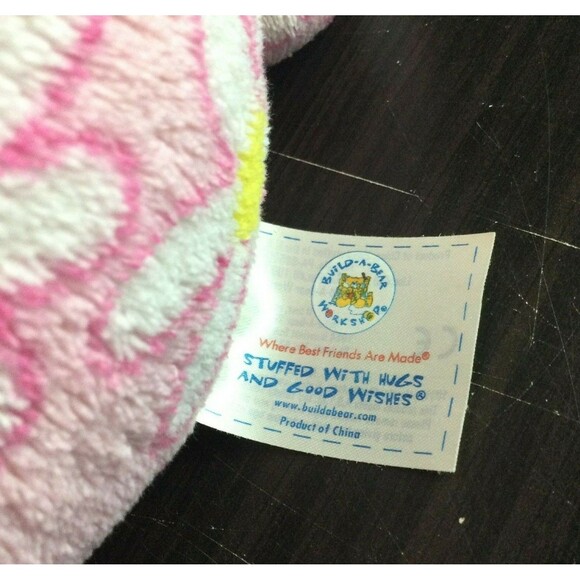 BUILD-A-BEAR
WORKSHOP®
Where Best Friends Are Made®
STUFFED WITH HUGS
AND GOOD WISHES®
www.buildabear.com
Product of China